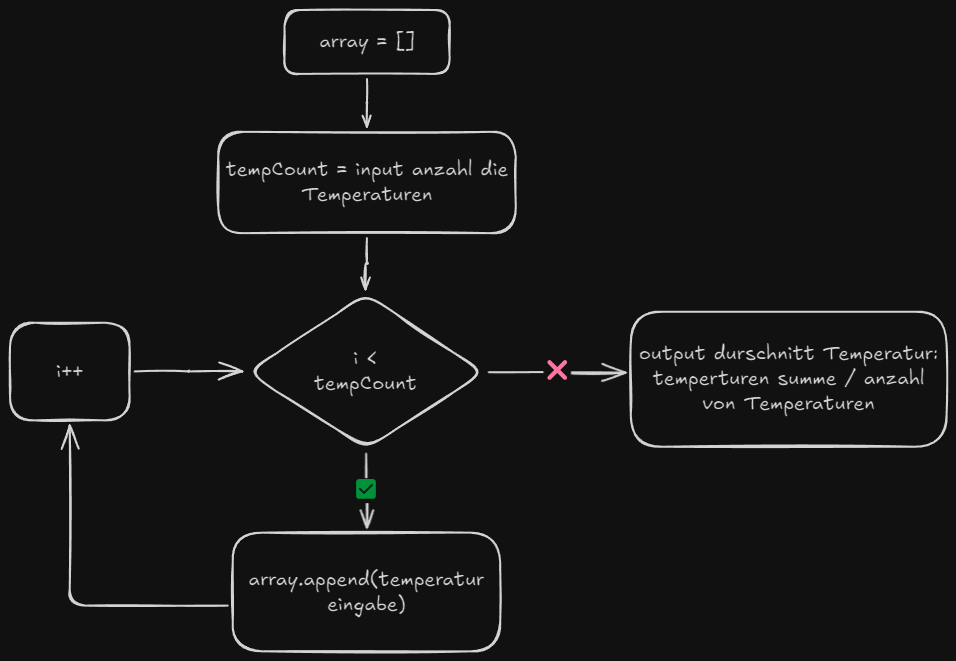 array = []
tempCount = input anzahl die
Temperaturen
i <
tempCount
i++
output durschnitt Temperatur:
temperturen summe / anzahl
von Temperaturen
array.append(temperatur
eingabe)